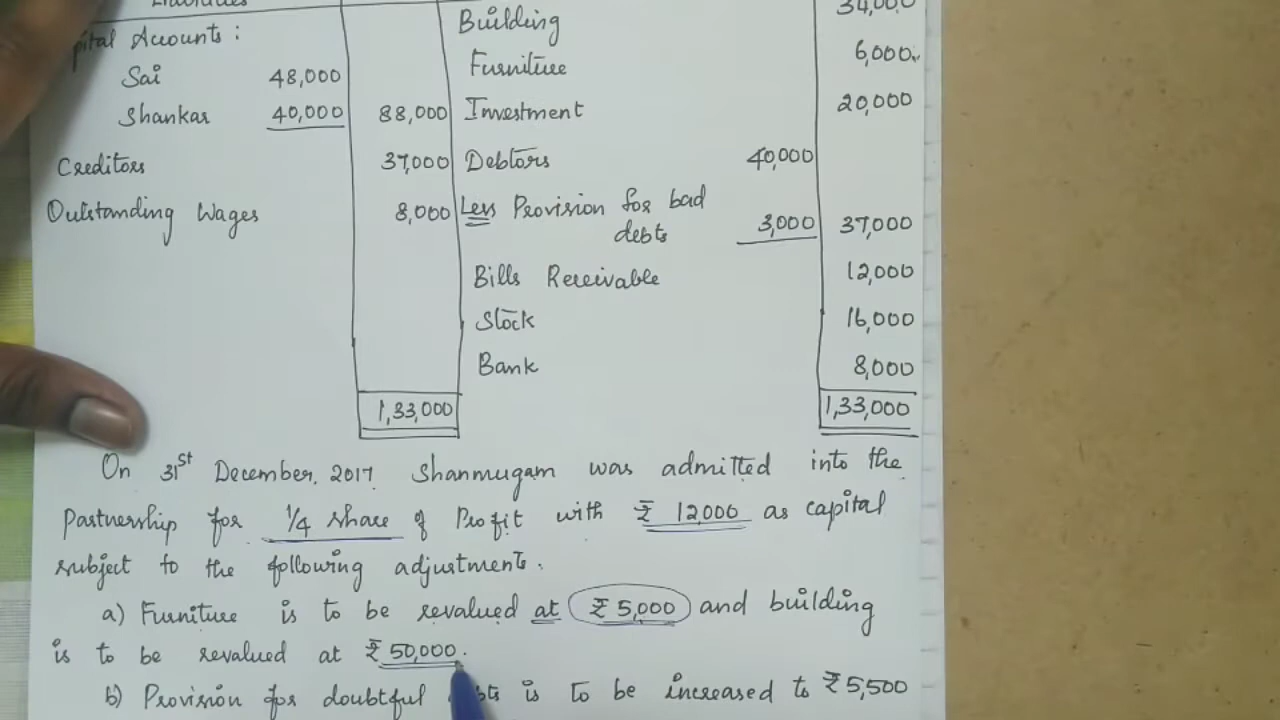 Liabilities
34,000
Capital Accounts : Building
6,000
Sai 48,000 Furniture
Shankar 40,000 88,000 Investment 20,000
Creditors 37,000 Debtors 40,000
Outstanding Wages 8,000 Less Provision for bad
debts 3,000 37,000
Bills Receivable 12,000
Stock 16,000
Bank 8,000
1,33,000 1,33,000
On 31st December, 2017 Shanmugam was admitted into the
Partnership for 1/4 share of Profit with ₹ 12,000 as capital
subject to the following adjustments.
a) Furniture is to be revalued at ₹ 5,000 and building
is to be revalued at ₹ 50,000.
b) Provision for doubtful debts is to be increased to ₹ 5,500